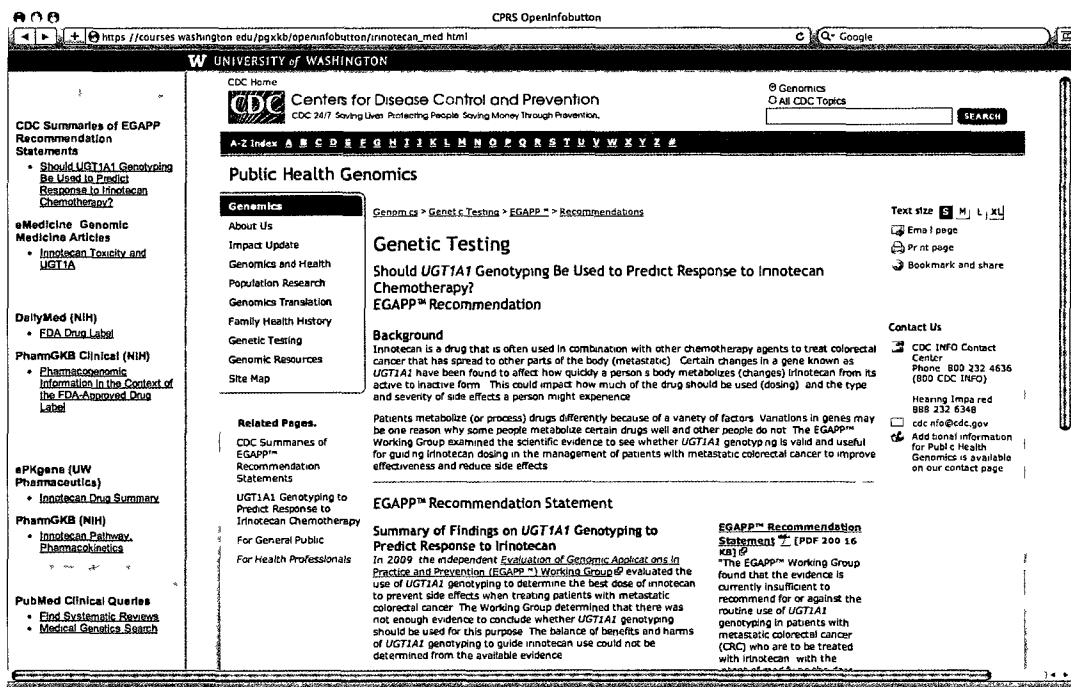 CPRS OpenInfobutton
https //courses washington edu/pgxkb/openinfobutton/irinotecan_med html
Google
W UNIVERSITY of WASHINGTON
CDC Summaries of EGAPP
Recommendation
Statements
• Should UGT1A1 Genotyping
Be Used to Predict
Response to Irinotecan
Chemotherapy?
eMedicine Genomic
Medicine Articles
• Irinotecan Toxicity and
UGT1A
DailyMed (NIH)
• FDA Drug Label
PharmGKB Clinical (NIH)
• Pharmacogenomic
Information in the Context of
the FDA-Approved Drug
Label
ePKgene (UW
Pharmaceutics)
• Irinotecan Drug Summary
PharmGKB (NIH)
• Irinotecan Pathway,
Pharmacokinetics
PubMed Clinical Queries
• Find Systematic Reviews
• Medical Genetics Search
CDC Home
CDC Centers for Disease Control and Prevention
CDC 24/7 Saving Lives Protecting People Saving Money Through Prevention.
Genomics
All CDC Topics
SEARCH
A-Z Index A B C D E F G H I J K L M N O P Q R S T U V W X Y Z #
Public Health Genomics
Genomics
About Us
Impact Update
Genomics and Health
Population Research
Genomics Translation
Family Health History
Genetic Testing
Genomic Resources
Site Map
Related Pages.
CDC Summaries of
EGAPP™
Recommendation
Statements
UGT1A1 Genotyping to
Predict Response to
Irinotecan Chemotherapy
For General Public
For Health Professionals
Genomics > Genetic Testing > EGAPP ™ > Recommendations
Genetic Testing
Should UGT1A1 Genotyping Be Used to Predict Response to Irinotecan
Chemotherapy?
EGAPP™ Recommendation
Background
Irinotecan is a drug that is often used in combination with other chemotherapy agents to treat colorectal
cancer that has spread to other parts of the body (metastatic) Certain changes in a gene known as
UGT1A1 have been found to affect how quickly a person s body metabolizes (changes) irinotecan from its
active to inactive form This could impact how much of the drug should be used (dosing) and the type
and severity of side effects a person might experience
Patients metabolize (or process) drugs differently because of a variety of factors Variations in genes may
be one reason why some people metabolize certain drugs well and other people do not The EGAPP™
Working Group examined the scientific evidence to see whether UGT1A1 genotyping is valid and useful
for guiding irinotecan dosing in the management of patients with metastatic colorectal cancer to improve
effectiveness and reduce side effects
EGAPP™ Recommendation Statement
Summary of Findings on UGT1A1 Genotyping to
Predict Response to Irinotecan
In 2009 the independent Evaluation of Genomic Applications in
Practice and Prevention (EGAPP ™) Working Group evaluated the
use of UGT1A1 genotyping to determine the best dose of irinotecan
to prevent side effects when treating patients with metastatic
colorectal cancer The Working Group determined that there was
not enough evidence to conclude whether UGT1A1 genotyping
should be used for this purpose The balance of benefits and harms
of UGT1A1 genotyping to guide irinotecan use could not be
determined from the available evidence
EGAPP™ Recommendation
Statement [PDF 200 16
KB]
"The EGAPP™ Working Group
found that the evidence is
currently insufficient to
recommend for or against the
routine use of UGT1A1
genotyping in patients with
metastatic colorectal cancer
(CRC) who are to be treated
with irinotecan with the
Text size S M L XL
Email page
Print page
Bookmark and share
Contact Us
CDC INFO Contact
Center
Phone 800 232 4636
(800 CDC INFO)
Hearing Impaired
888 232 6348
cdcinfo@cdc.gov
Additional information
for Public Health
Genomics is available
on our contact page